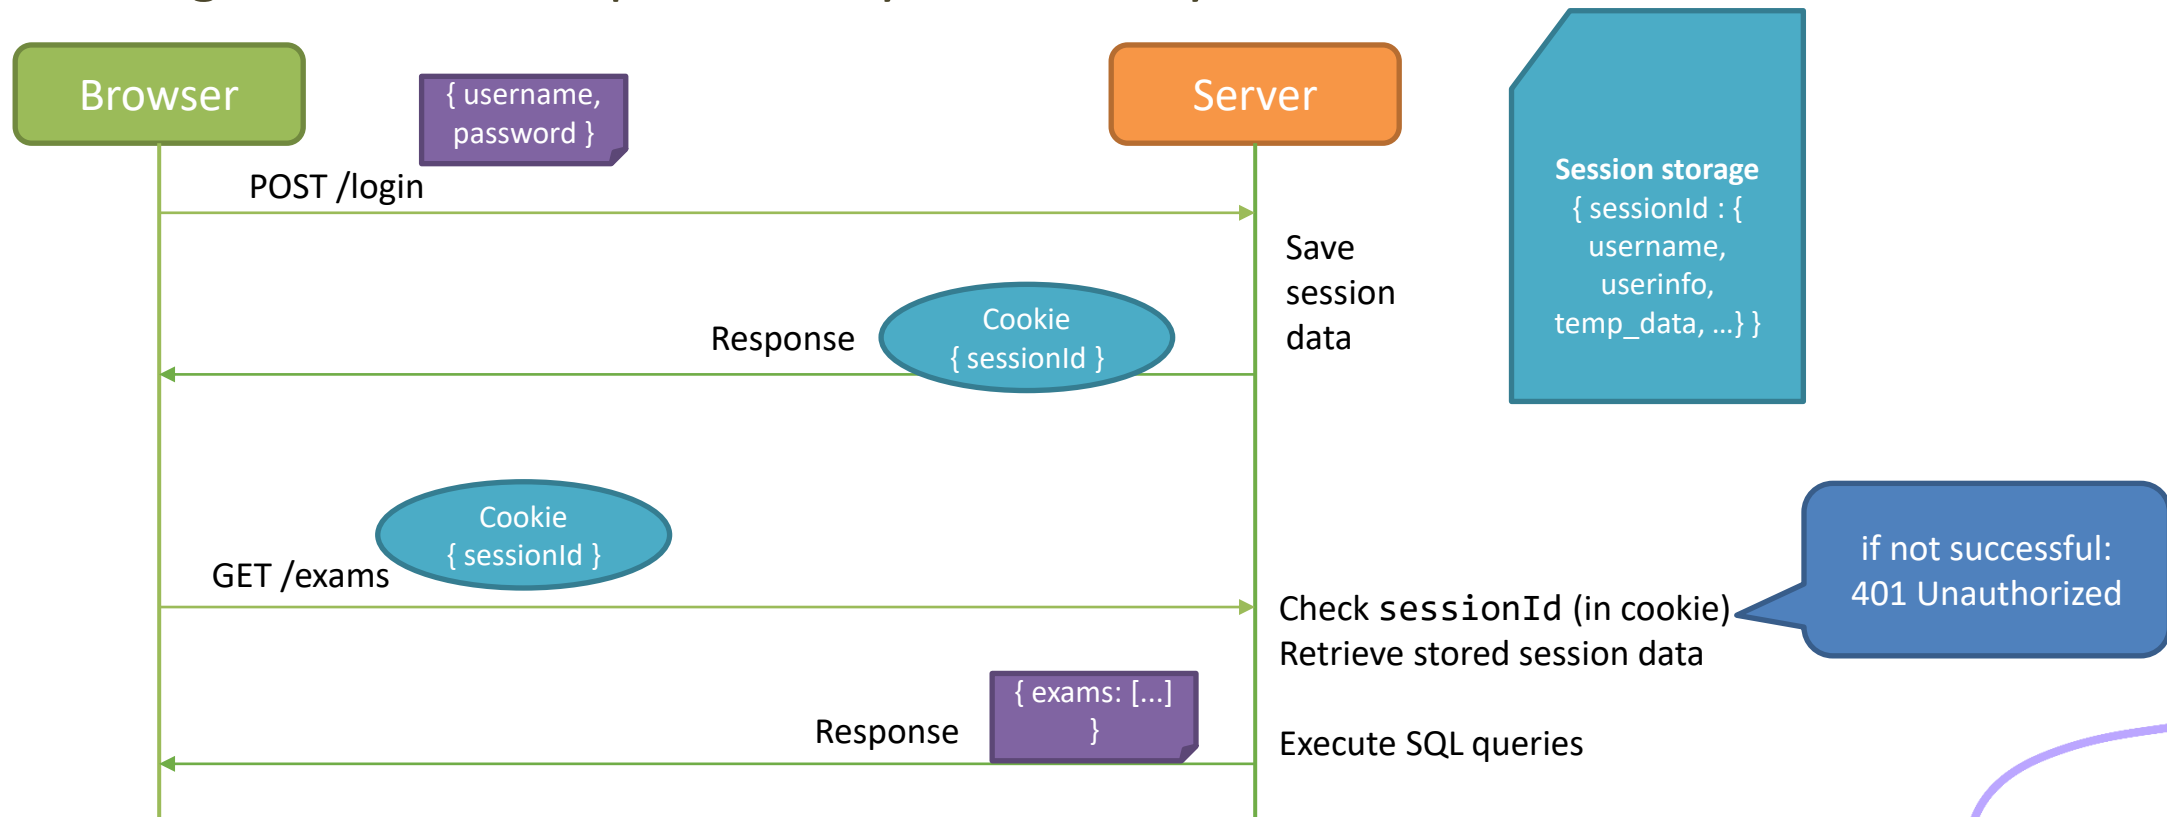 Browser
{ username,
password }
Server
POST /login
Session storage
{ sessionId : {
username,
userinfo,
temp_data, …} }
Save
session
data
Response
Cookie
{ sessionId }
Cookie
{ sessionId }
GET /exams
if not successful:
401 Unauthorized
Check sessionId (in cookie)
Retrieve stored session data
{ exams: [...]
}
Response
Execute SQL queries